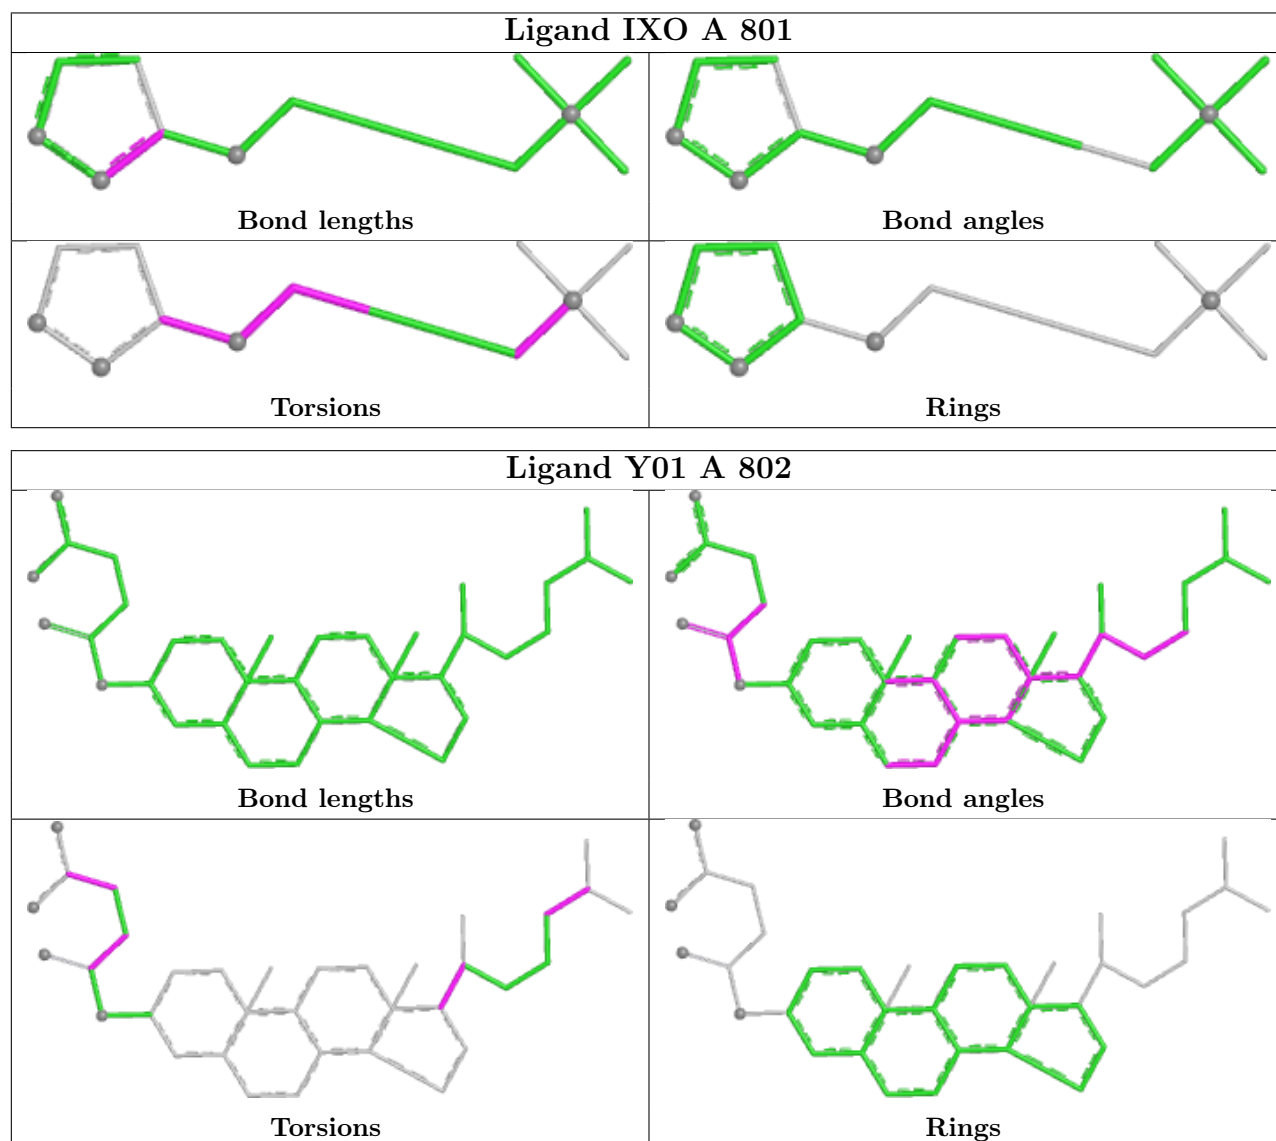 Ligand IXO A 801
Bond lengths
Bond angles
Torsions
Rings
Ligand Y01 A 802
Bond lengths
Bond angles
Torsions
Rings